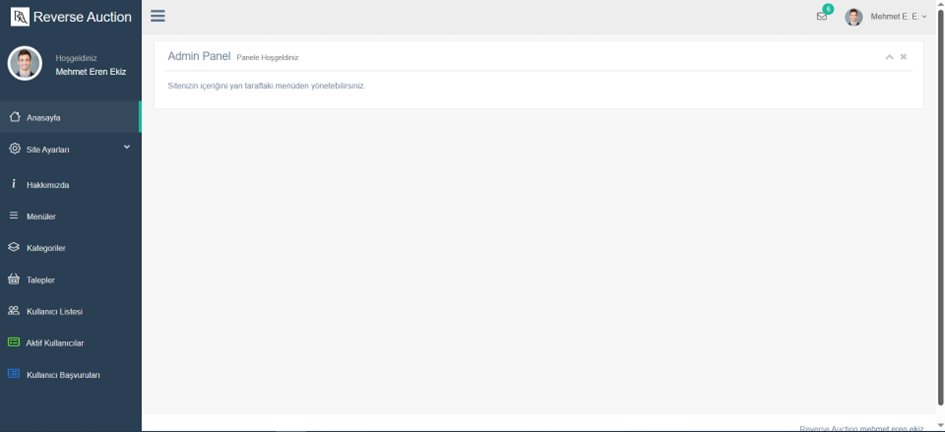 RA Reverse Auction
6
Mehmet E. E.
Hoşgeldiniz
Mehmet Eren Ekiz
Admin Panel Panele Hoşgeldiniz
Sitenizin içeriğini yan taraftaki menüden yönetebilirsiniz.
Anasayfa
Site Ayarları
Hakkımızda
Menüler
Kategoriler
Talepler
Kullanıcı Listesi
Aktif Kullanıcılar
Kullanıcı Başvuruları
Reverse Auction mehmet eren ekiz